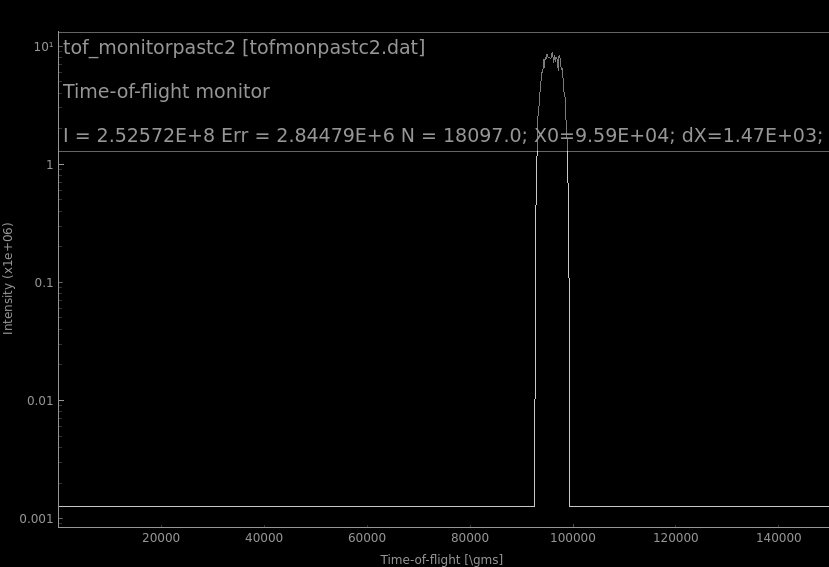 tof_monitorpastc2 [tofmonpastc2.dat]
Time-of-flight monitor
I = 2.52572E+8 Err = 2.84479E+6 N = 18097.0; X0=9.59E+04; dX=1.47E+03;
10¹
1
0.1
0.01
0.001
Intensity (x1e+06)
20000 40000 60000 80000 100000 120000 140000
Time-of-flight [\gms]